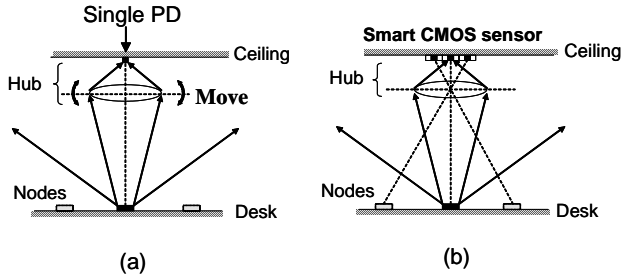 Single PD
Ceiling
Hub
Move
Nodes
Desk
(a)
Smart CMOS sensor
Ceiling
Hub
Nodes
Desk
(b)